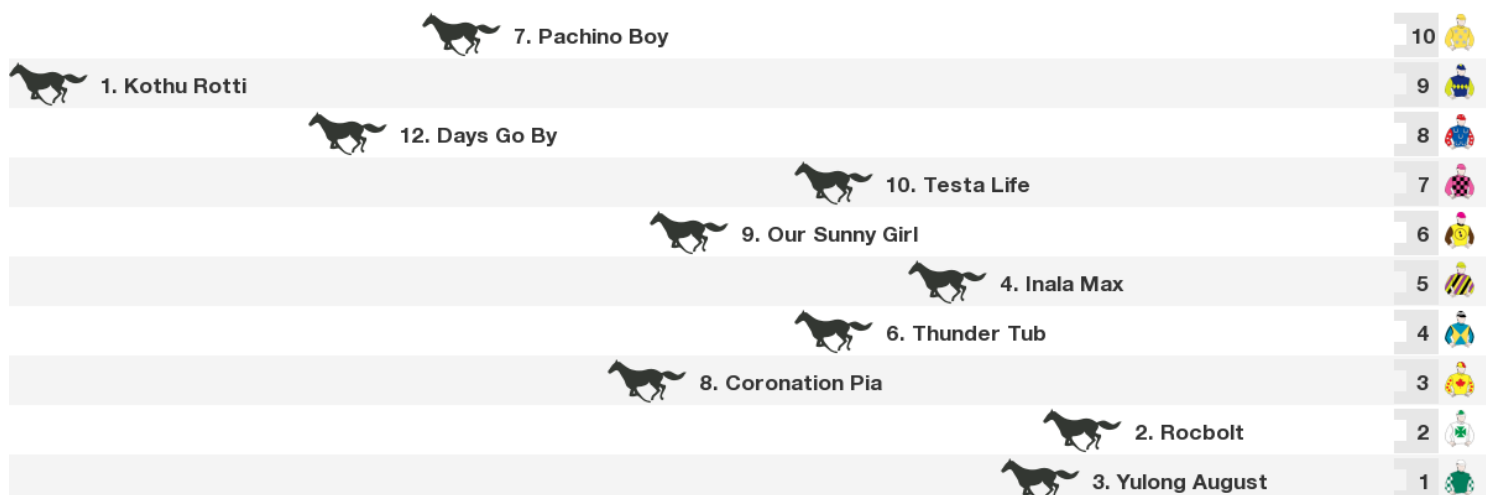 7. Pachino Boy 10
1. Kothu Rotti 9
12. Days Go By 8
10. Testa Life 7
9. Our Sunny Girl 6
4. Inala Max 5
6. Thunder Tub 4
8. Coronation Pia 3
2. Rocbolt 2
3. Yulong August 1